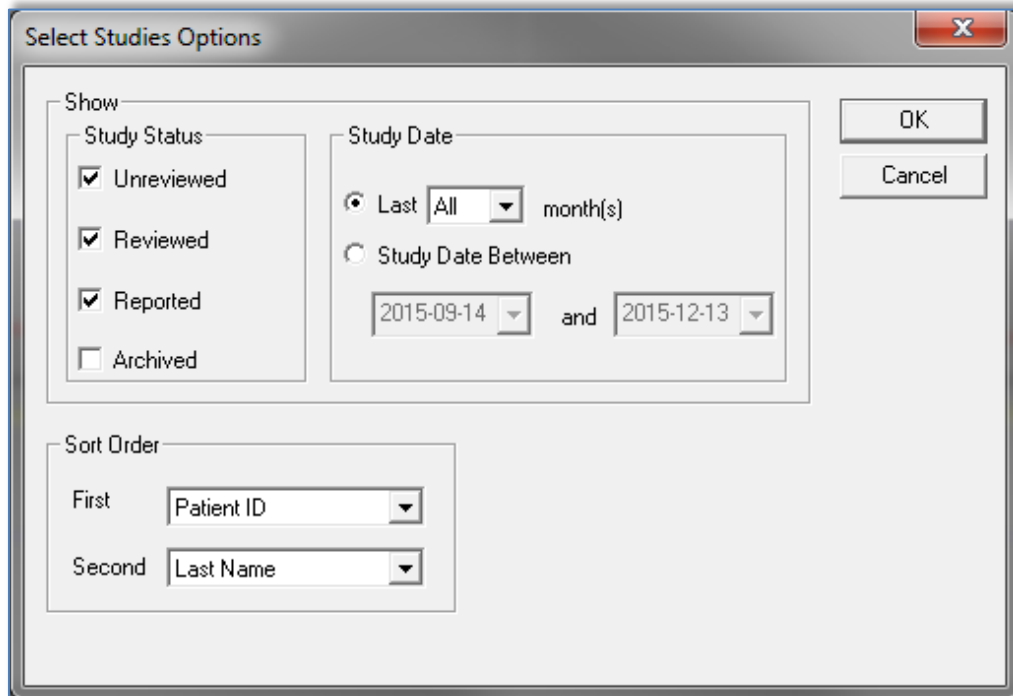 Select Studies Options
Show
Study Status
Unreviewed
Reviewed
Reported
Archived
Study Date
Last All month(s)
Study Date Between
2015-09-14 and 2015-12-13
OK
Cancel
Sort Order
First Patient ID
Second Last Name